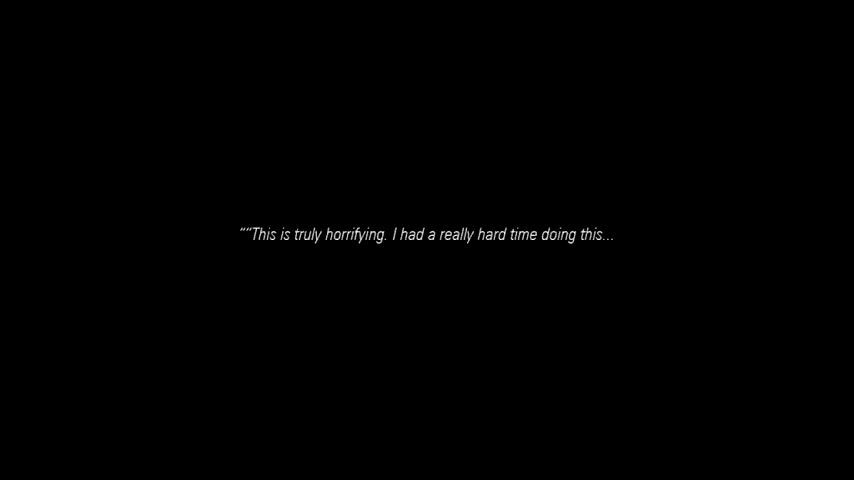 ““This is truly horrifying. I had a really hard time doing this...